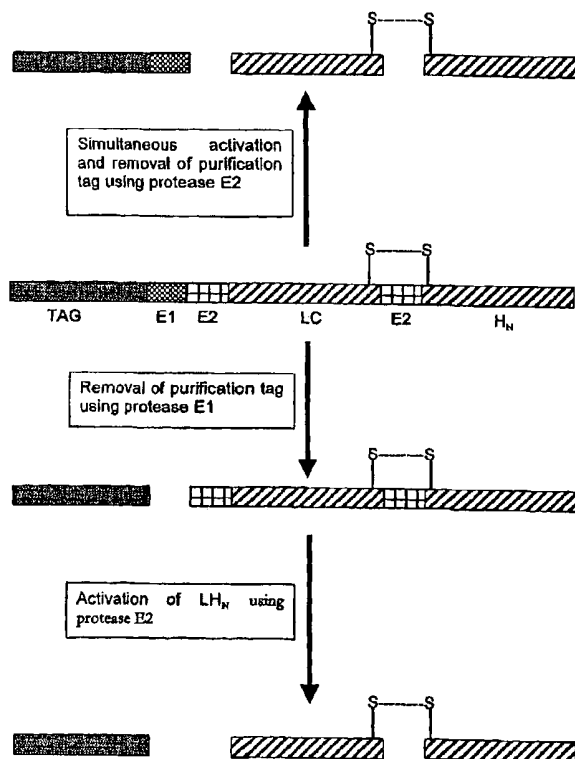 S-------S
Simultaneous activation
and removal of purification
tag using protease E2
S-------S
TAG E1 E2 LC E2 HN
Removal of purification tag
using protease E1
S-------S
Activation of LHN using
protease E2
S-------S